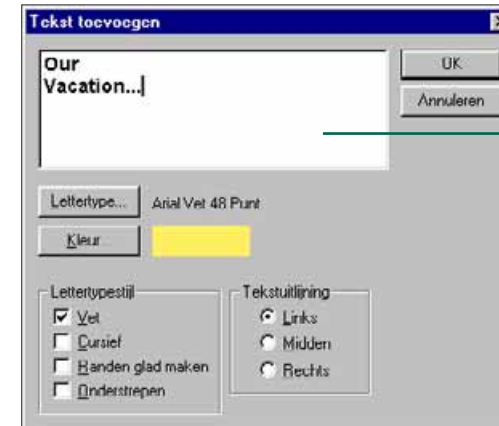 Tekst toevoegen
Our
Vacation...
OK
Annuleren
Lettertype... Arial Vet 48 Punt
Kleur...
Lettertypestijl
Vet
Cursief
Randen glad maken
Onderstrepen
Tekstuitlijning
Links
Midden
Rechts